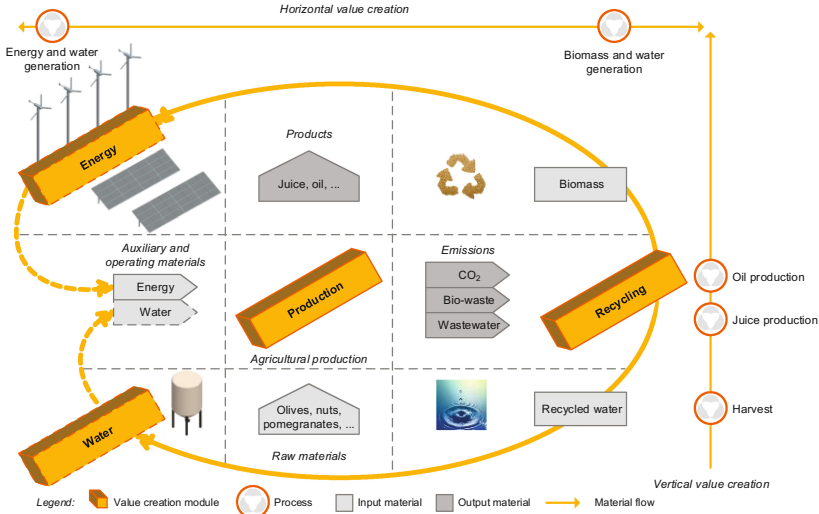 Horizontal value creation
Energy and water
generation
Biomass and water
generation
Energy
Products
Juice, oil, ...
Biomass
Auxiliary and
operating materials
Energy
Water
Production
Emissions
CO₂
Bio-waste
Wastewater
Recycling
Oil production
Juice production
Agricultural production
Water
Olives, nuts,
pomegranates, ...
Raw materials
Recycled water
Harvest
Vertical value creation
Legend:
Value creation module
Process
Input material
Output material
Material flow